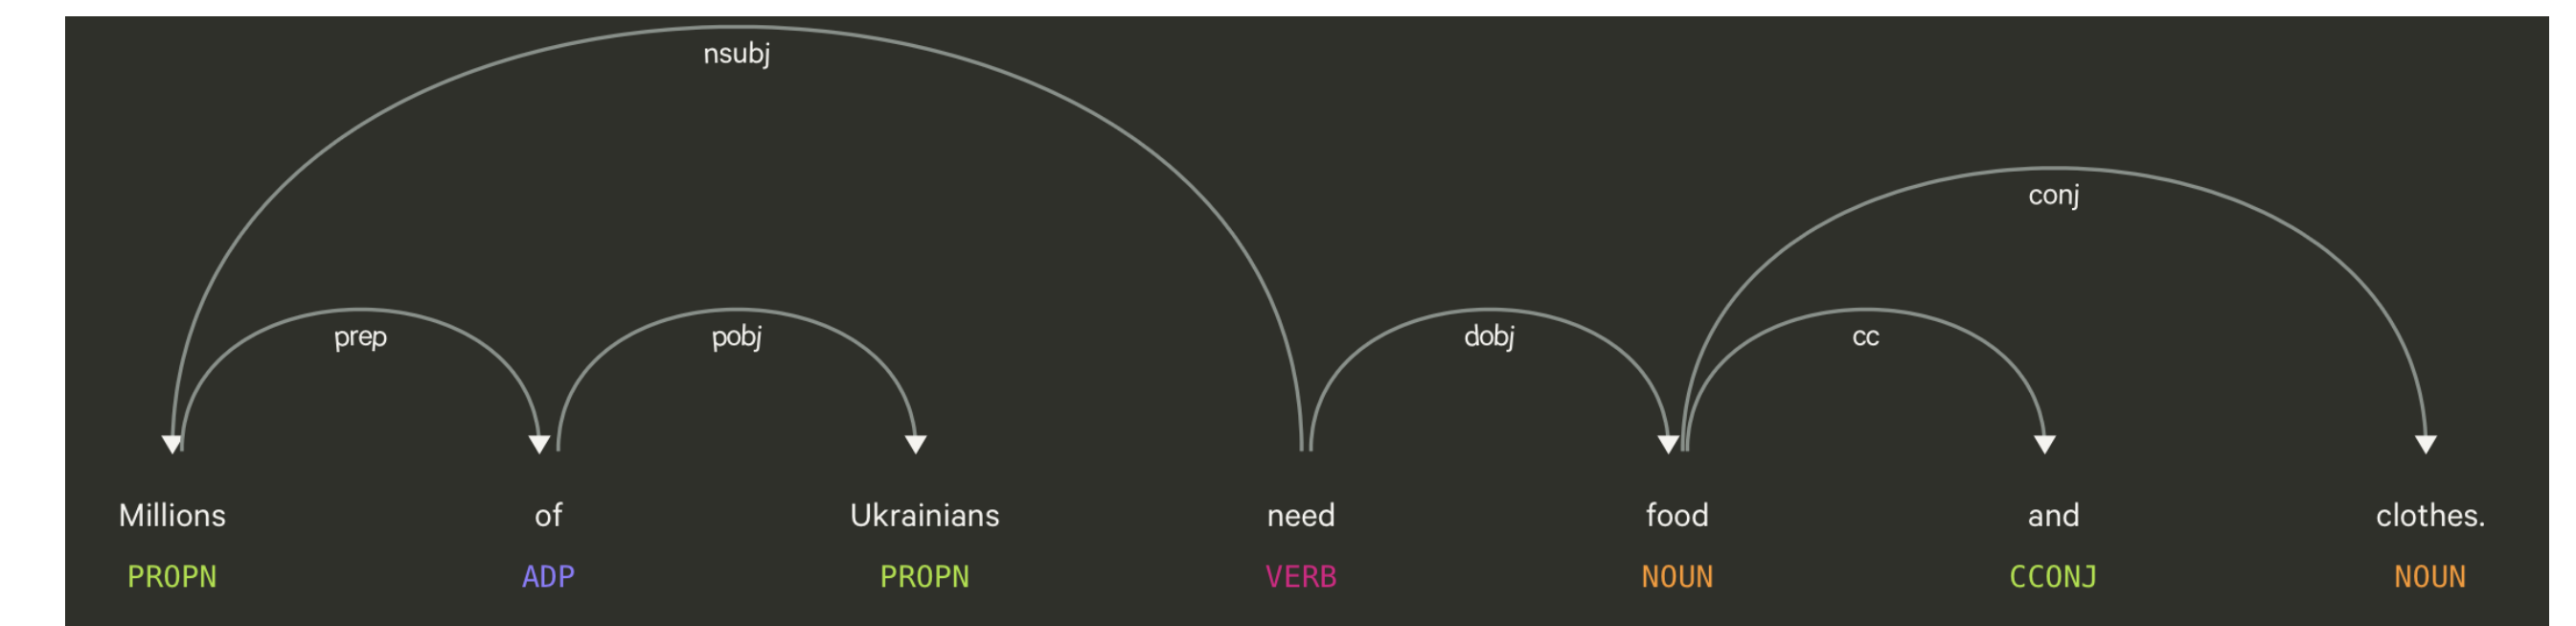 nsubj
conj
prep pobj dobj cc
Millions of Ukrainians need food and clothes.
PROPN ADP PROPN VERB NOUN CCONJ NOUN